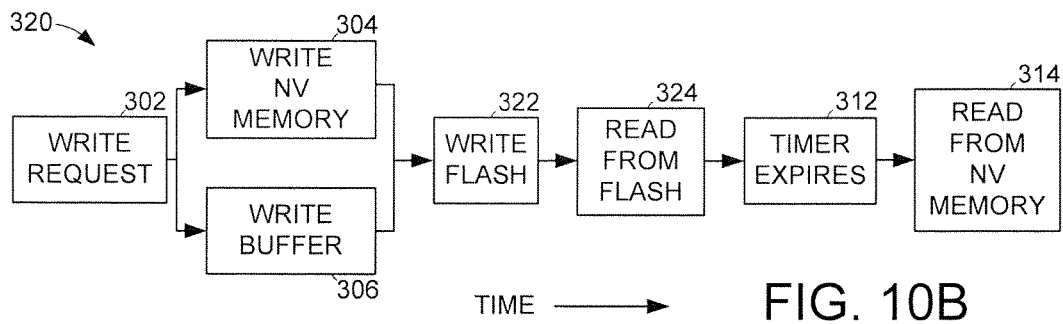 320
302
WRITE
REQUEST
304
WRITE
NV
MEMORY
WRITE
BUFFER
306
322
WRITE
FLASH
324
READ
FROM
FLASH
312
TIMER
EXPIRES
314
READ
FROM
NV
MEMORY
TIME
FIG. 10B